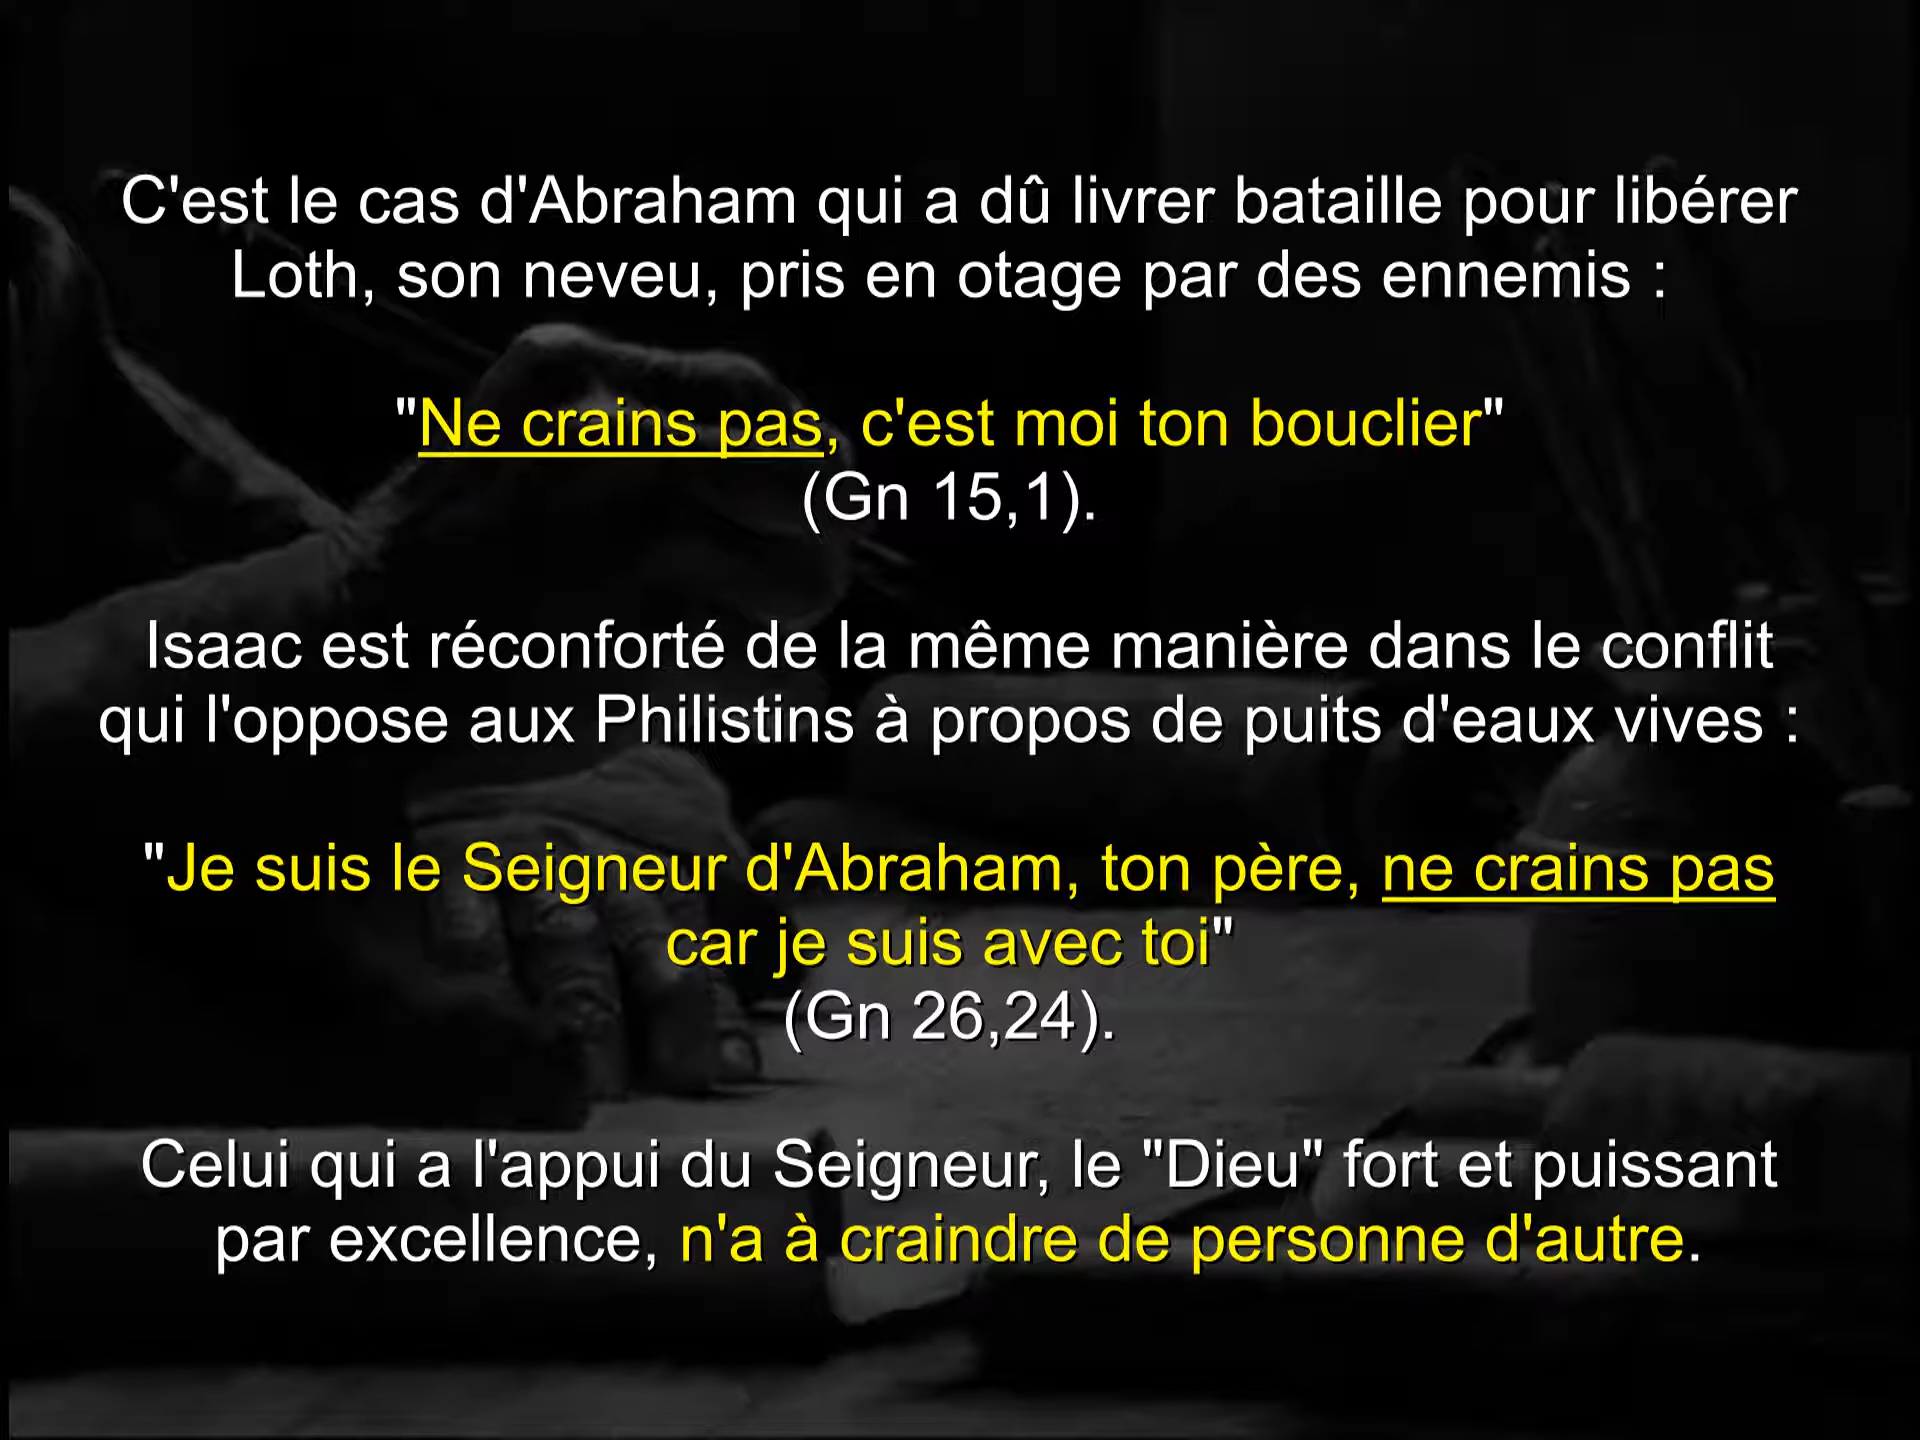 C'est le cas d'Abraham qui a dû livrer bataille pour libérer
Loth, son neveu, pris en otage par des ennemis :
"Ne crains pas, c'est moi ton bouclier"
(Gn 15,1).
Isaac est réconforté de la même manière dans le conflit
qui l'oppose aux Philistins à propos de puits d'eaux vives :
"Je suis le Seigneur d'Abraham, ton père, ne crains pas
car je suis avec toi"
(Gn 26,24).
Celui qui a l'appui du Seigneur, le "Dieu" fort et puissant
par excellence, n'a à craindre de personne d'autre.